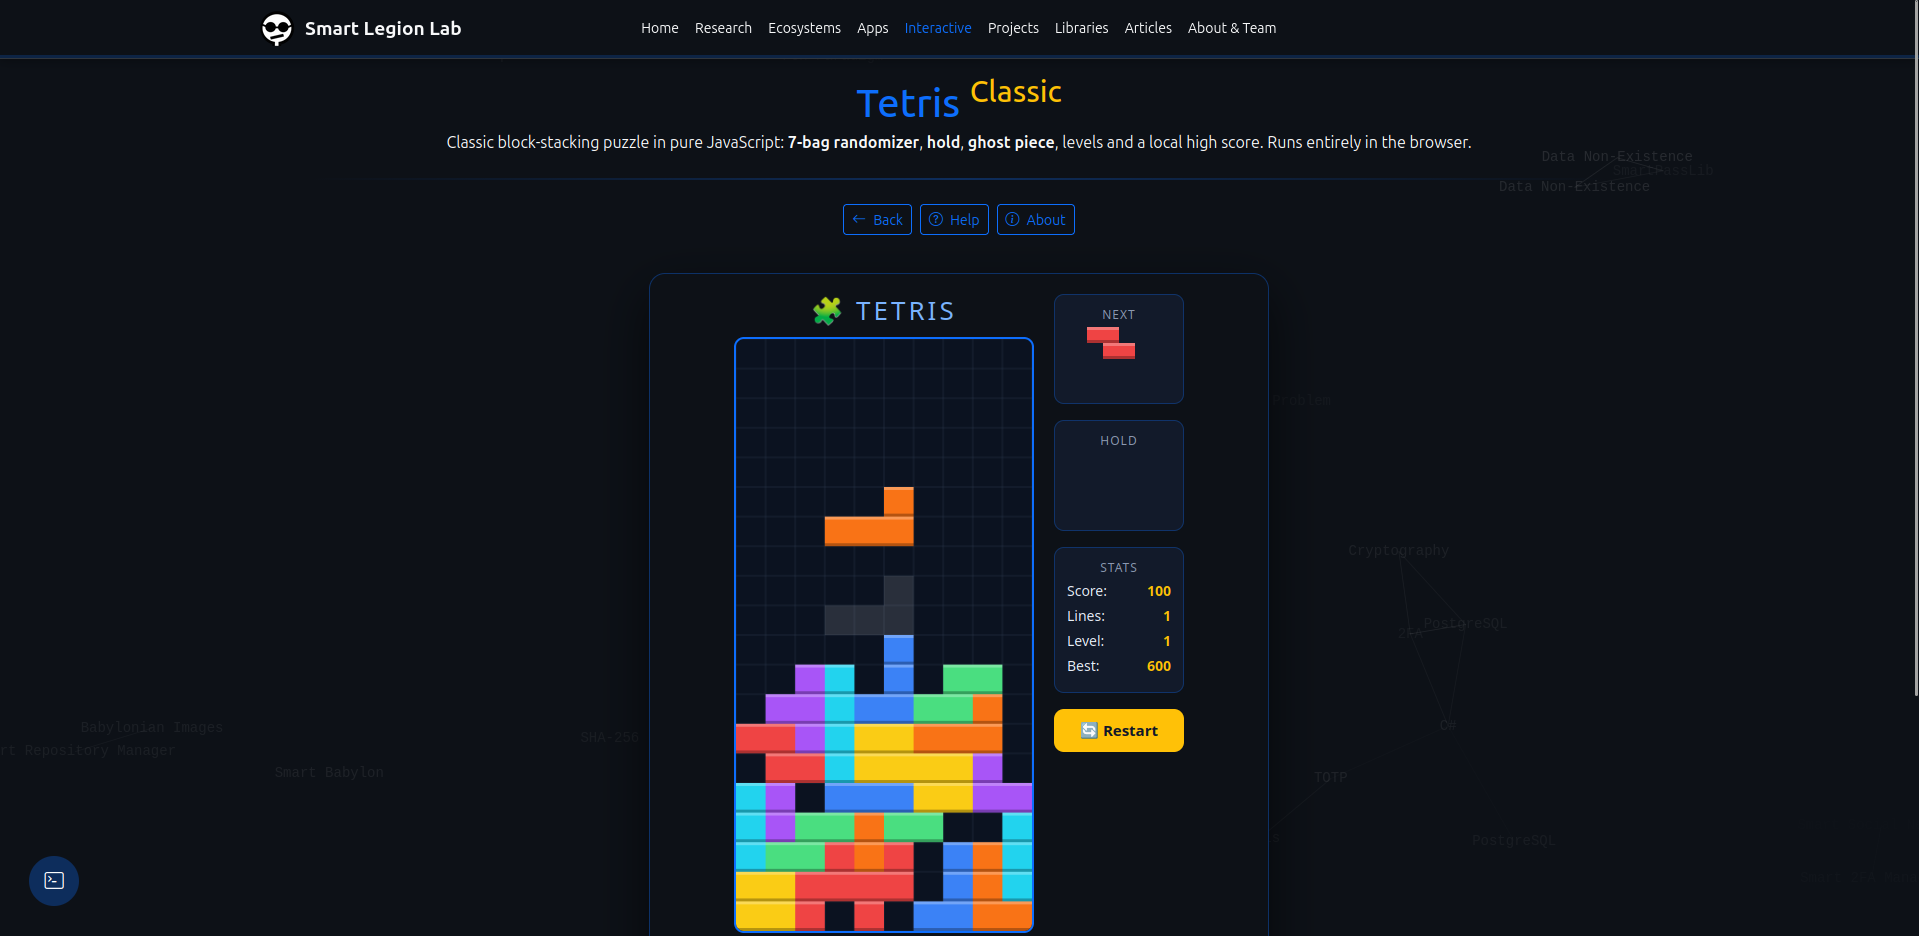 Smart Legion Lab
Home Research Ecosystems Apps Interactive Projects Libraries Articles About & Team
Tetris Classic
Classic block-stacking puzzle in pure JavaScript: 7-bag randomizer, hold, ghost piece, levels and a local high score. Runs entirely in the browser.
Data Non-Existence
SmartPassLib
Data Non-Existence
Back Help About
TETRIS
NEXT
Problem
HOLD
Cryptography
STATS
Score: 100
Lines: 1
Level: 1
Best: 600
PostgreSQL
2FA
Restart
C#
Babylonian Images
SHA-256
rt Repository Manager
Smart Babylon
TOTP
PostgreSQL